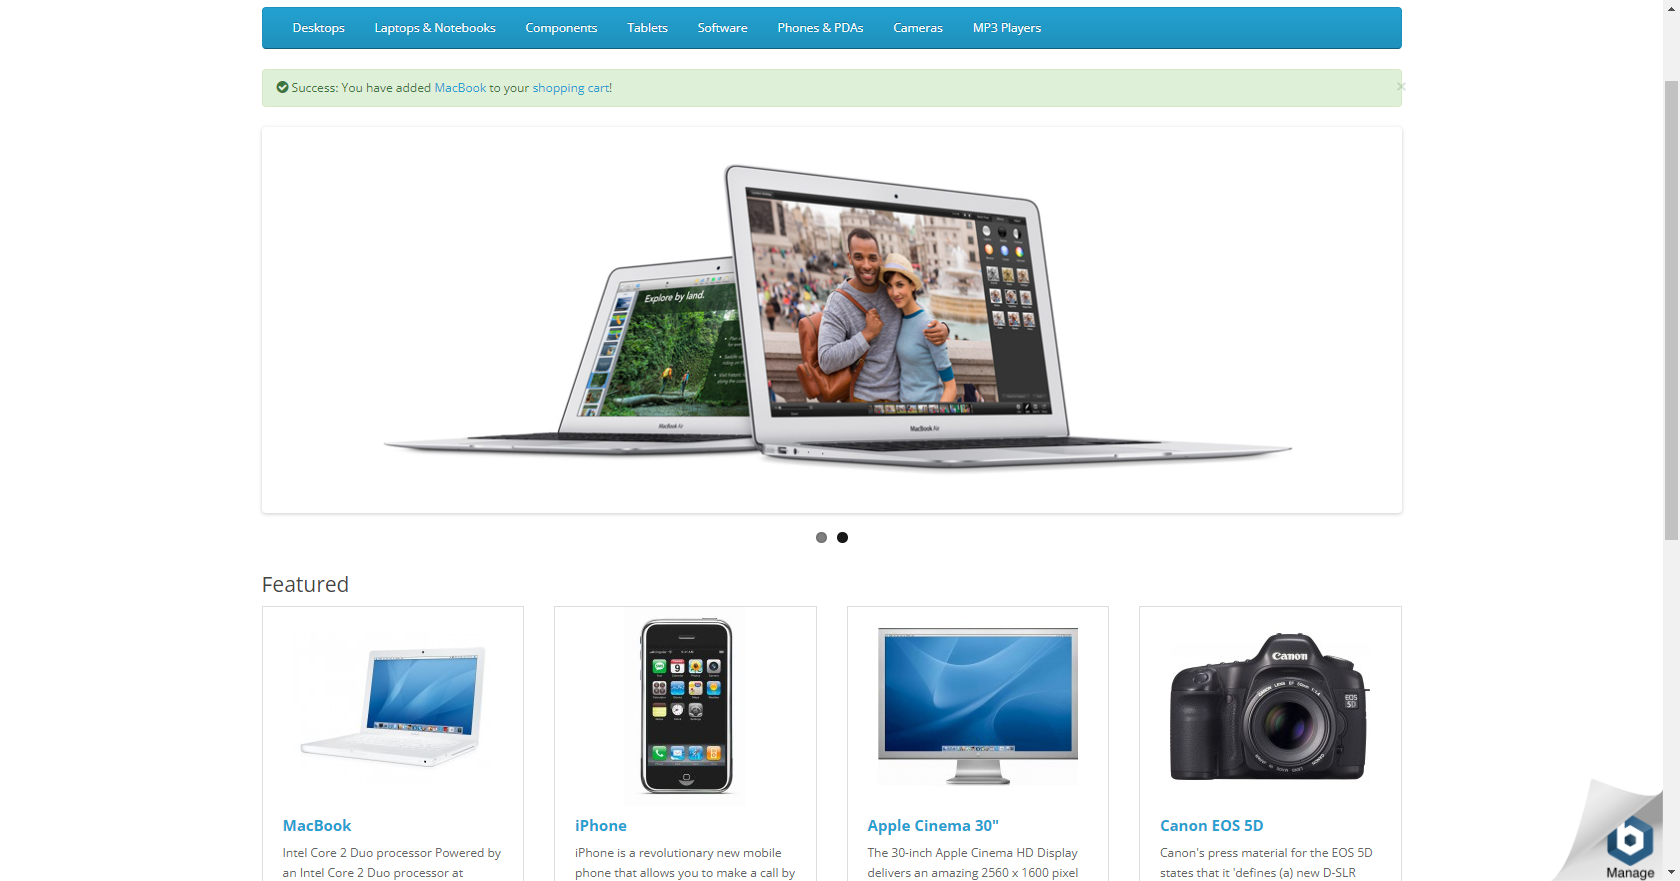 Desktops Laptops & Notebooks Components Tablets Software Phones & PDAs Cameras MP3 Players
Success: You have added MacBook to your shopping cart!
×
Explore by land.
MacBook Air
MacBook Air
Featured
Canon
EOS
5D
MacBook
iPhone
Apple Cinema 30"
Canon EOS 5D
Intel Core 2 Duo processor Powered by
an Intel Core 2 Duo processor at
iPhone is a revolutionary new mobile
phone that allows you to make a call by
The 30-inch Apple Cinema HD Display
delivers an amazing 2560 x 1600 pixel
Canon's press material for the EOS 5D
states that it 'defines (a) new D-SLR
b
Manage